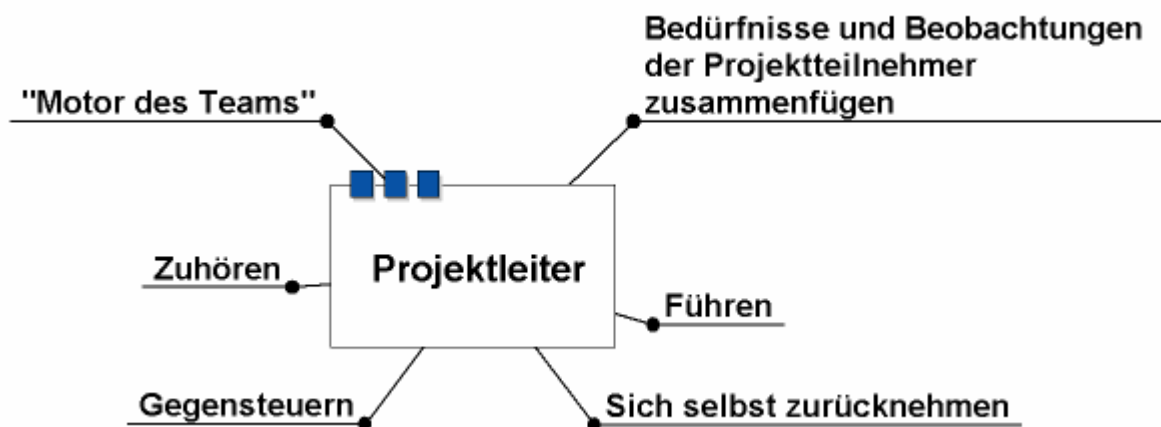 Bedürfnisse und Beobachtungen
der Projektteilnehmer
zusammenfügen
"Motor des Teams"
Zuhören
Projektleiter
Führen
Gegensteuern
Sich selbst zurücknehmen